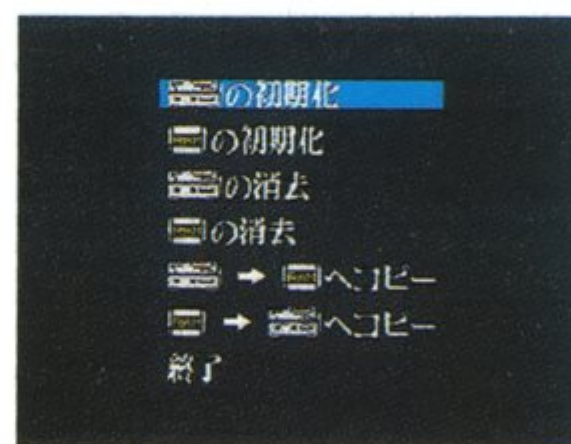 の初期化
の初期化
の消去
の消去
→ へコピー
→ へコピー
終了